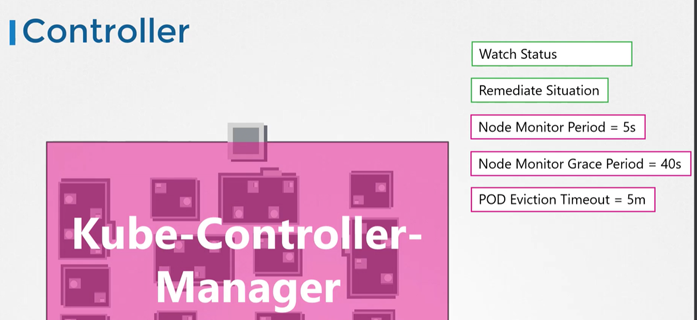 Controller
Watch Status
Remediate Situation
Node Monitor Period = 5s
Node Monitor Grace Period = 40s
POD Eviction Timeout = 5m
Kube-Controller-
Manager